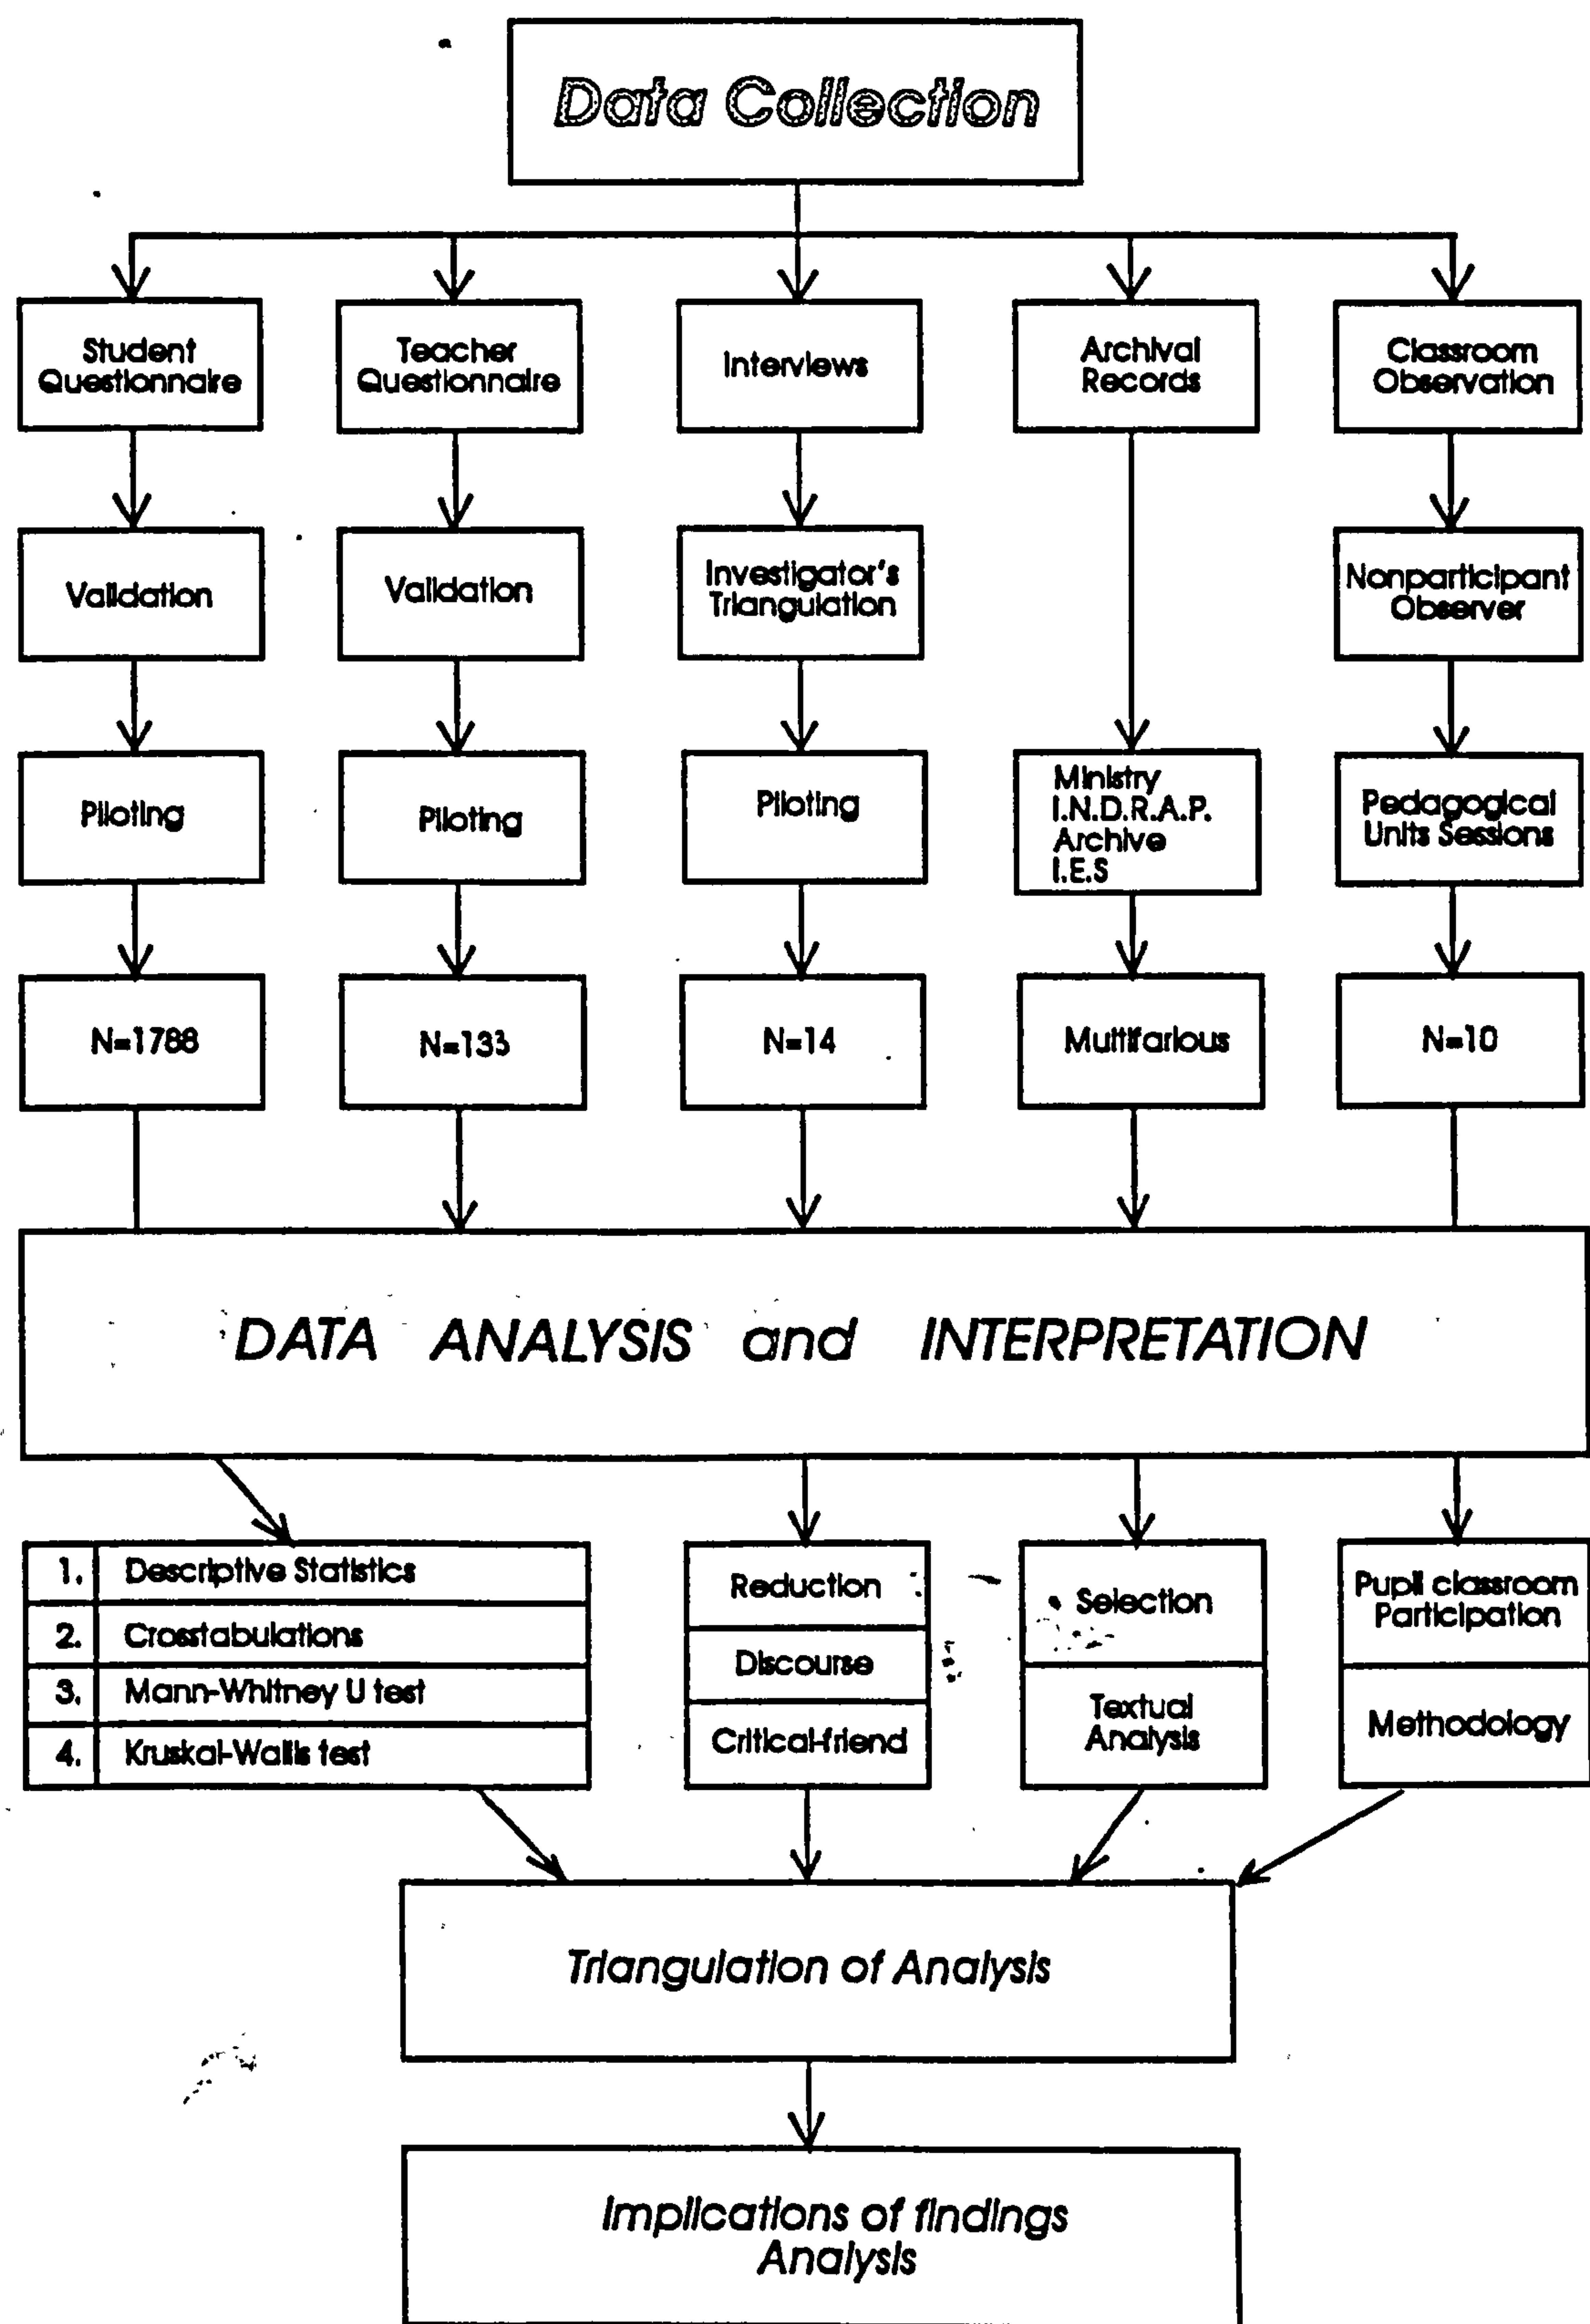 Data Collection
Student
Questionnaire
Teacher
Questionnaire
Interviews
Archival
Records
Classroom
Observation
Validation
Validation
Investigator's
Triangulation
Nonparticipant
Observer
Piloting
Piloting
Piloting
Ministry
I.N.D.R.A.P.
Archive
I.E.S
Pedagogical
Units Sessions
N=1788
N=133
N=14
Multifarious
N=10
DATA ANALYSIS and INTERPRETATION
1. Descriptive Statistics
2. Crosstabulations
3. Mann-Whitney U test
4. Kruskal-Wallis test
Reduction
Discourse
Critical-friend
Selection
Textual
Analysis
Pupil classroom
Participation
Methodology
Triangulation of Analysis
Implications of findings
Analysis